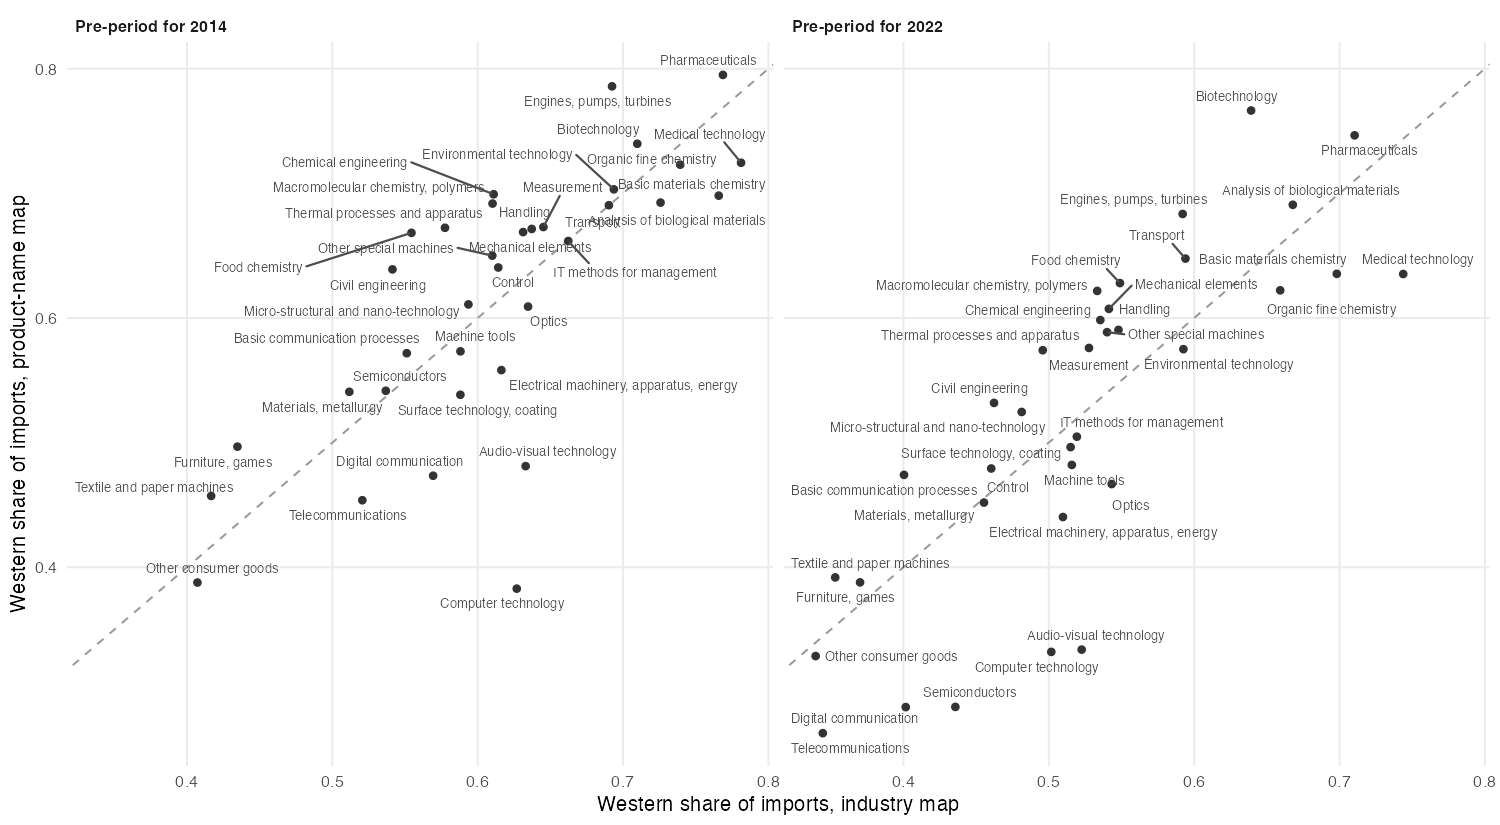 Pre-period for 2014
Pre-period for 2022
Western share of imports, product-name map
0.8
0.6
0.4
Pharmaceuticals
Engines, pumps, turbines
Biotechnology
Medical technology
Environmental technology
Organic fine chemistry
Chemical engineering
Macromolecular chemistry, polymers
Measurement
Basic materials chemistry
Thermal processes and apparatus
Handling
Transport
Analysis of biological materials
Other special machines
Mechanical elements
Food chemistry
IT methods for management
Civil engineering
Control
Micro-structural and nano-technology
Optics
Basic communication processes
Machine tools
Semiconductors
Electrical machinery, apparatus, energy
Materials, metallurgy
Surface technology, coating
Furniture, games
Digital communication
Audio-visual technology
Textile and paper machines
Telecommunications
Other consumer goods
Computer technology
0.4
0.5
0.6
0.7
0.8
Biotechnology
Pharmaceuticals
Engines, pumps, turbines
Analysis of biological materials
Transport
Food chemistry
Basic materials chemistry
Medical technology
Macromolecular chemistry, polymers
Mechanical elements
Chemical engineering
Handling
Organic fine chemistry
Thermal processes and apparatus
Other special machines
Measurement
Environmental technology
Civil engineering
Micro-structural and nano-technology
IT methods for management
Surface technology, coating
Machine tools
Basic communication processes
Control
Optics
Materials, metallurgy
Electrical machinery, apparatus, energy
Textile and paper machines
Furniture, games
Audio-visual technology
Other consumer goods
Computer technology
Semiconductors
Digital communication
Telecommunications
0.4
0.5
0.6
0.7
0.8
Western share of imports, industry map